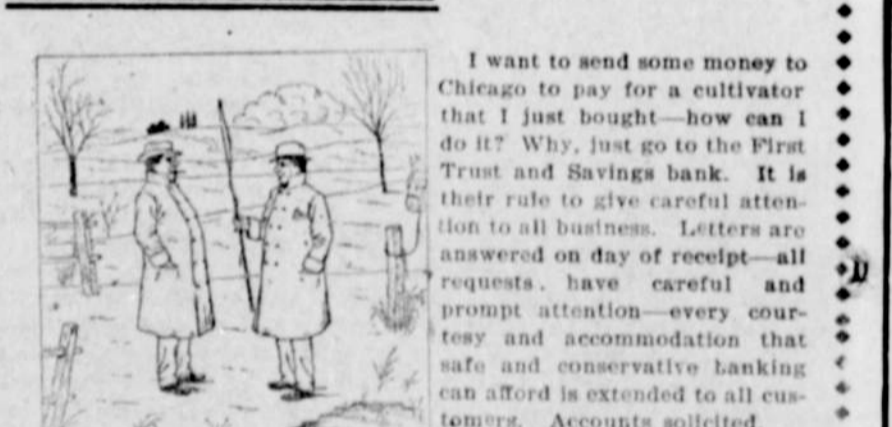 I want to send some money to
Chicago to pay for a cultivator
that I just bought—how can I
do it? Why, just go to the First
Trust and Savings bank. It is
their rule to give careful atten-
tion to all business. Letters are
answered on day of receipt—all
requests. have careful and
prompt attention—every cour-
tesy and accommodation that
safe and conservative banking
can afford is extended to all cus-
tomers. Accounts solicited.